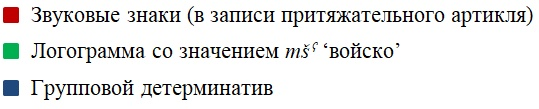 Звуковые знаки (в записи притяжательного артикля)
Логограмма со значением mšꜥ ‘войско’
Групповой детерминатив